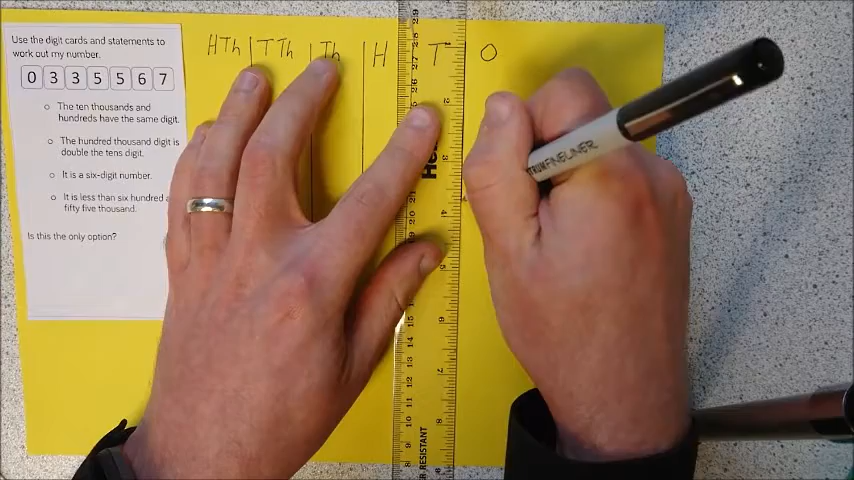 Use the digit cards and statements to
work out my number.
0 3 3 5 5 6 7
The ten thousands and
hundreds have the same digit.
The hundred thousand digit is
double the tens digit.
It is a six-digit number.
It is less than six hundred a
fifty five thousand.
Is this the only option?
HTh TTh Th H T O
TRUMFINELINER
R RESISTANT